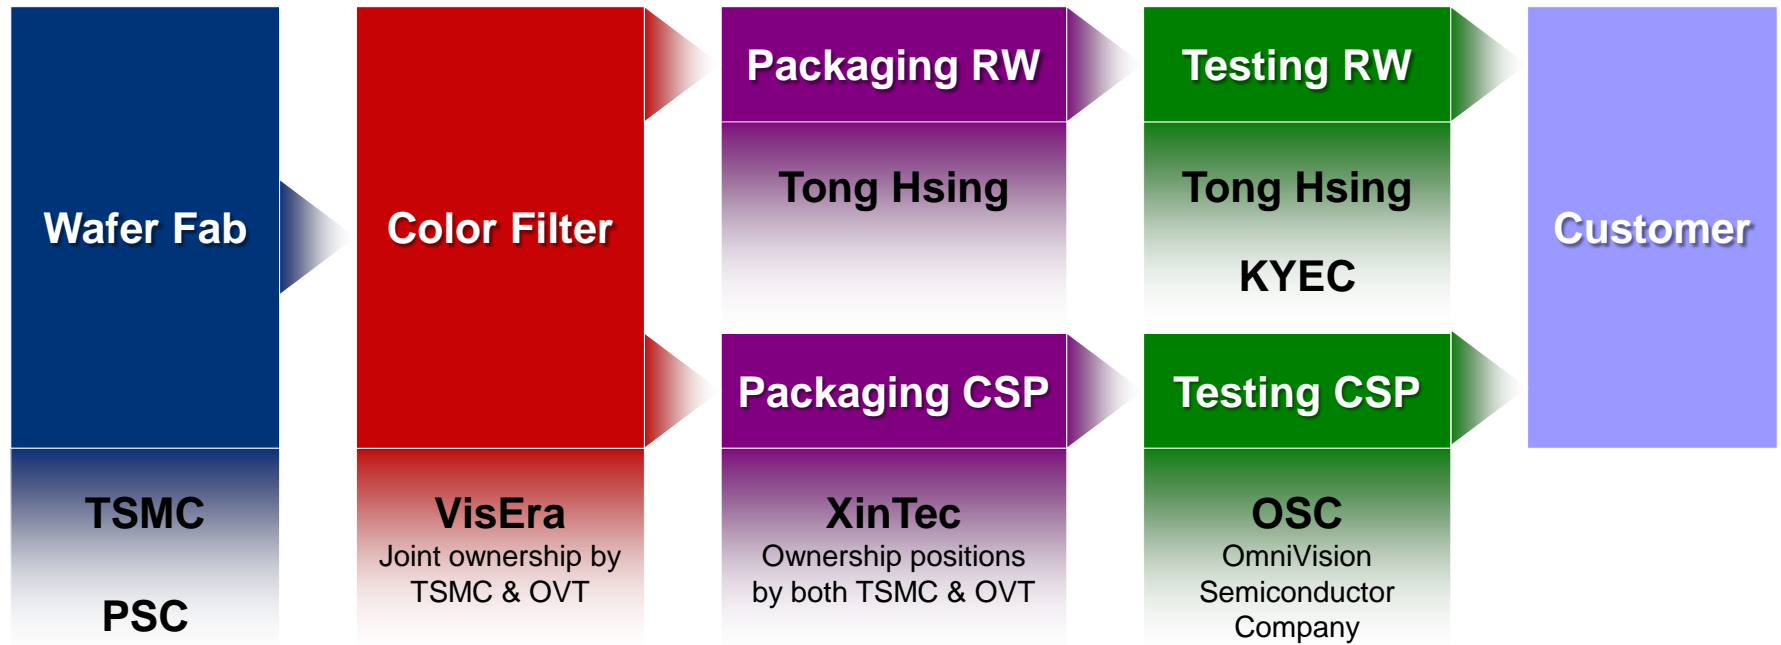 Wafer Fab
TSMC
PSC
Color Filter
VisEra
Joint ownership by
TSMC & OVT
Packaging RW
Tong Hsing
Testing RW
Tong Hsing
KYEC
Packaging CSP
XinTec
Ownership positions
by both TSMC & OVT
Testing CSP
OSC
OmniVision
Semiconductor
Company
Customer